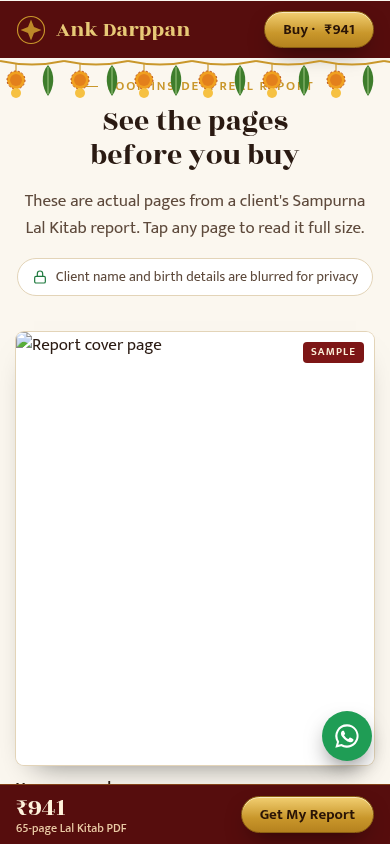 Ank Darppan
Buy · ₹941
See the pages
before you buy
These are actual pages from a client's Sampurna
Lal Kitab report. Tap any page to read it full size.
Client name and birth details are blurred for privacy
Report cover page
SAMPLE
₹941
65-page Lal Kitab PDF
Get My Report